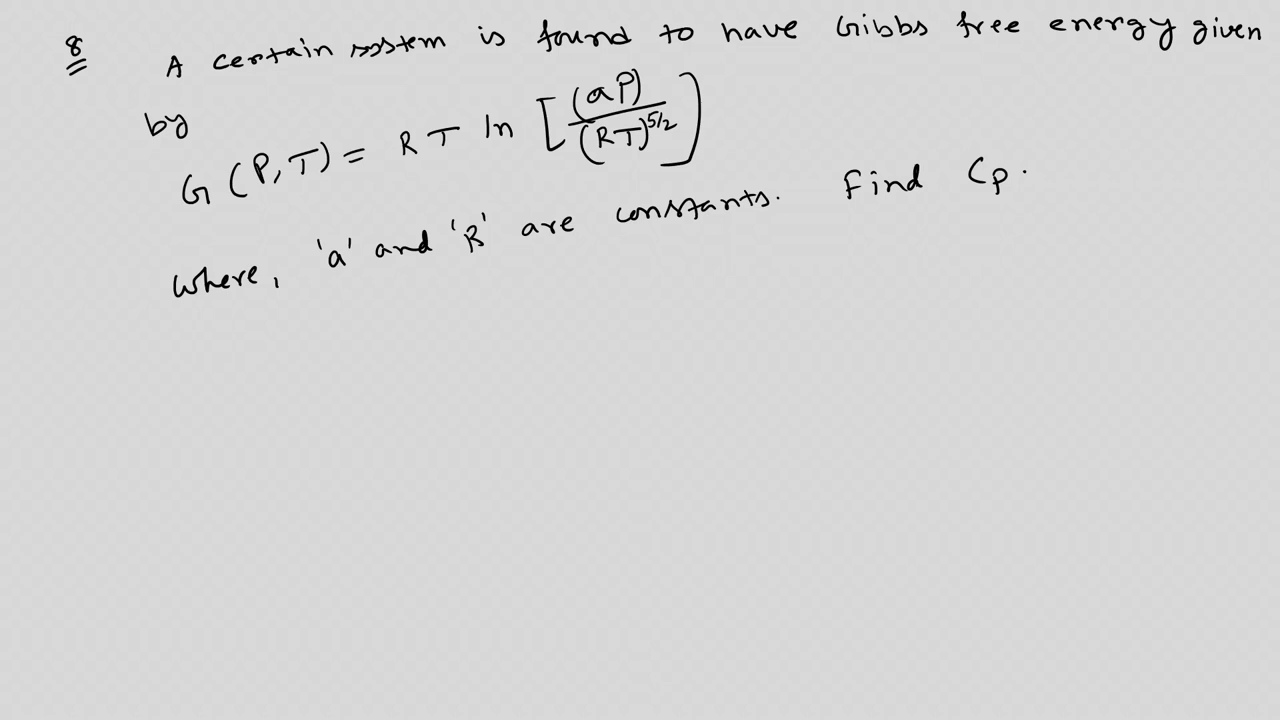 8 A certain system is found to have Gibbs free energy given
by
G (P, T) = RT ln [(aP)/(RT)^5/2]
where, 'a' and 'R' are constants. Find Cp.